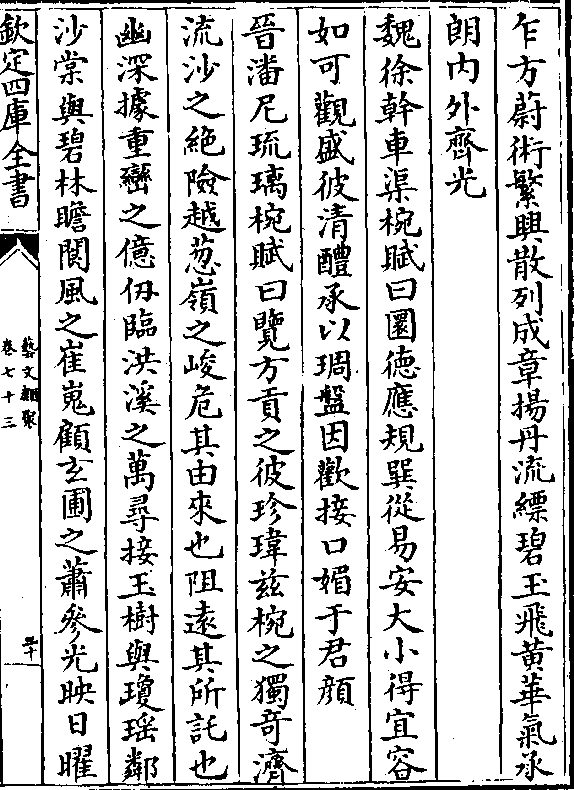 乍方蔚術繁興散列成章揚丹流縹碧玉飛黄華氣承
朗内外齊光
魏徐幹車渠椀賦曰圜德應規巽從易安大小得宜容
如可觀盛彼清醴承以琱盤因歡接口媚于君顔
晉潘尼琉璃椀賦曰覽方貢之彼珍瑋兹椀之獨奇濟
流沙之絶險越葱嶺之峻危其由來也阻遠其所託也
幽深據重巒之億仭臨洪溪之萬尋接玉樹與瓊瑶鄰
沙棠與碧林瞻閬風之崔嵬顧玄圃之蕭參光映日曜
欽定四庫全書
藝文類聚
卷七十三
三十